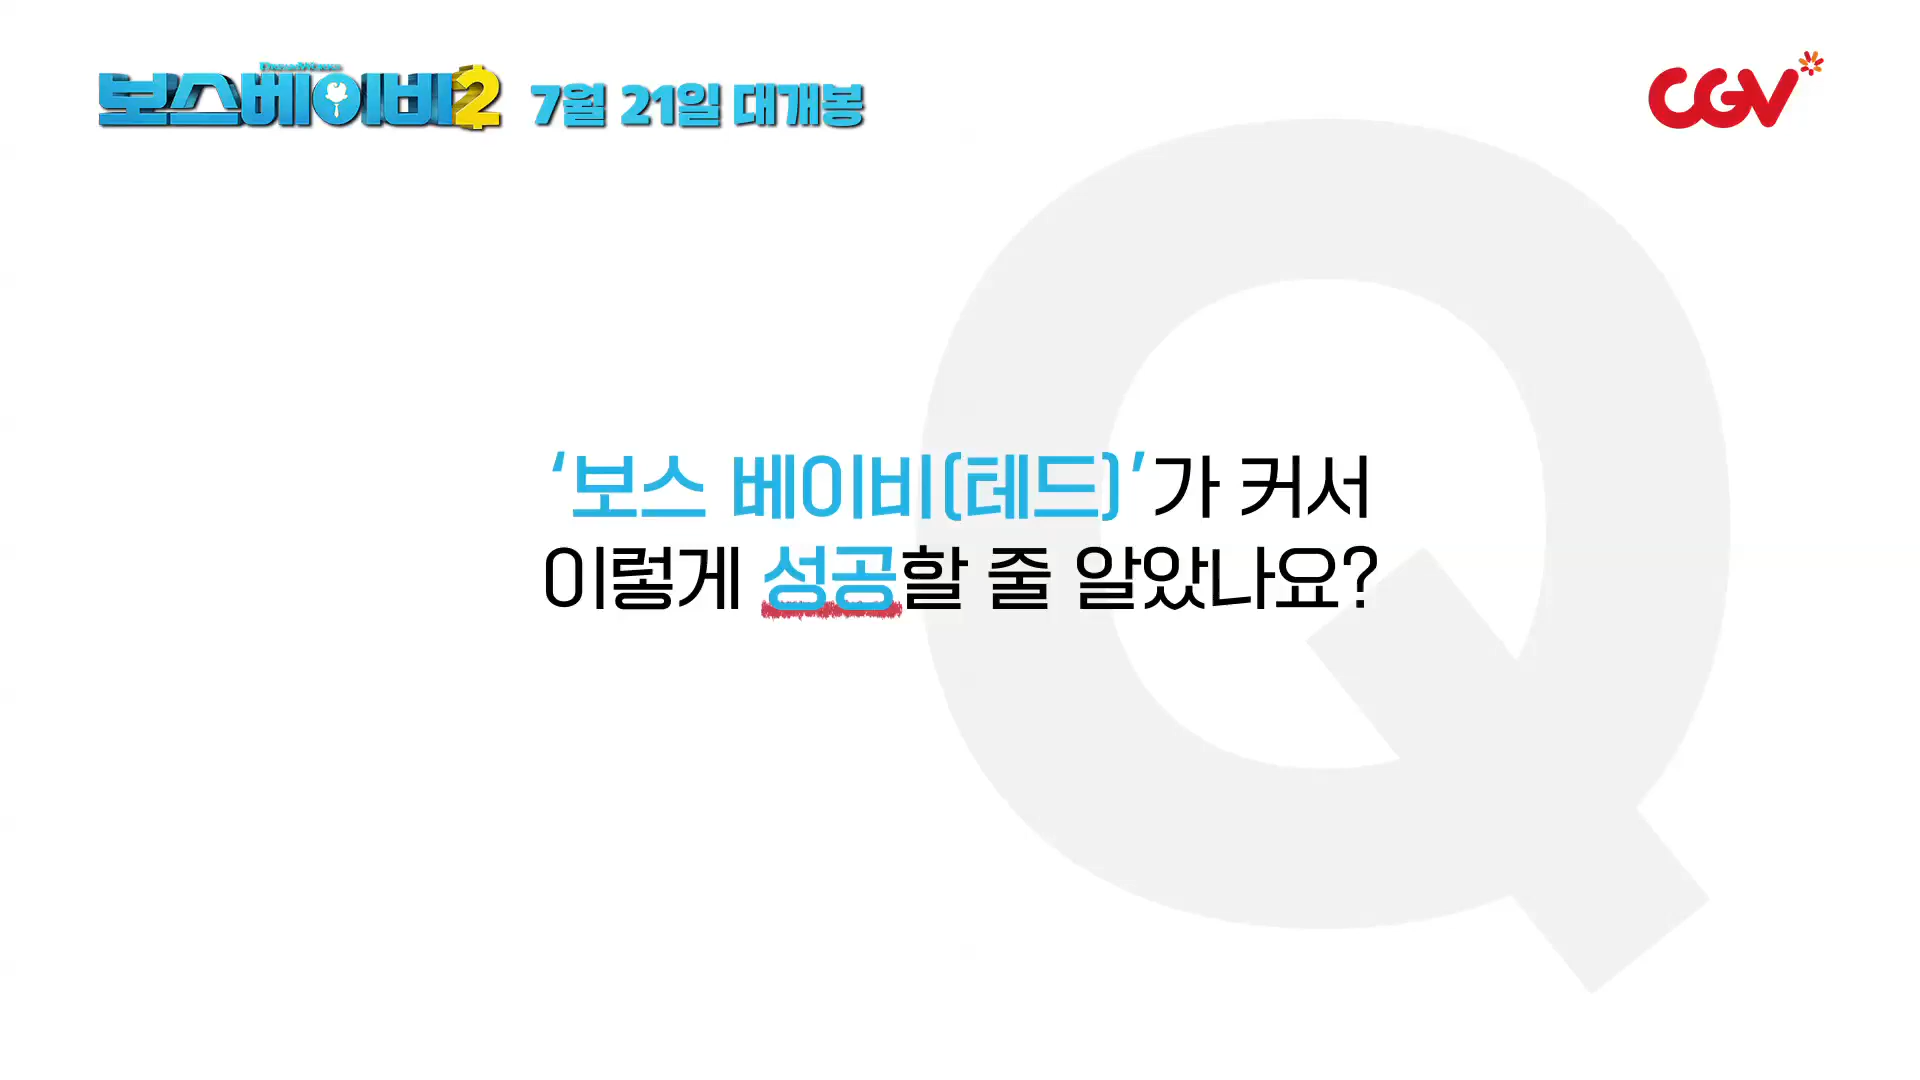 DreamWorks
보스베이비2 7월 21일 대개봉
CGV
Q
‘보스 베이비(테드)’가 커서
이렇게 성공할 줄 알았나요?